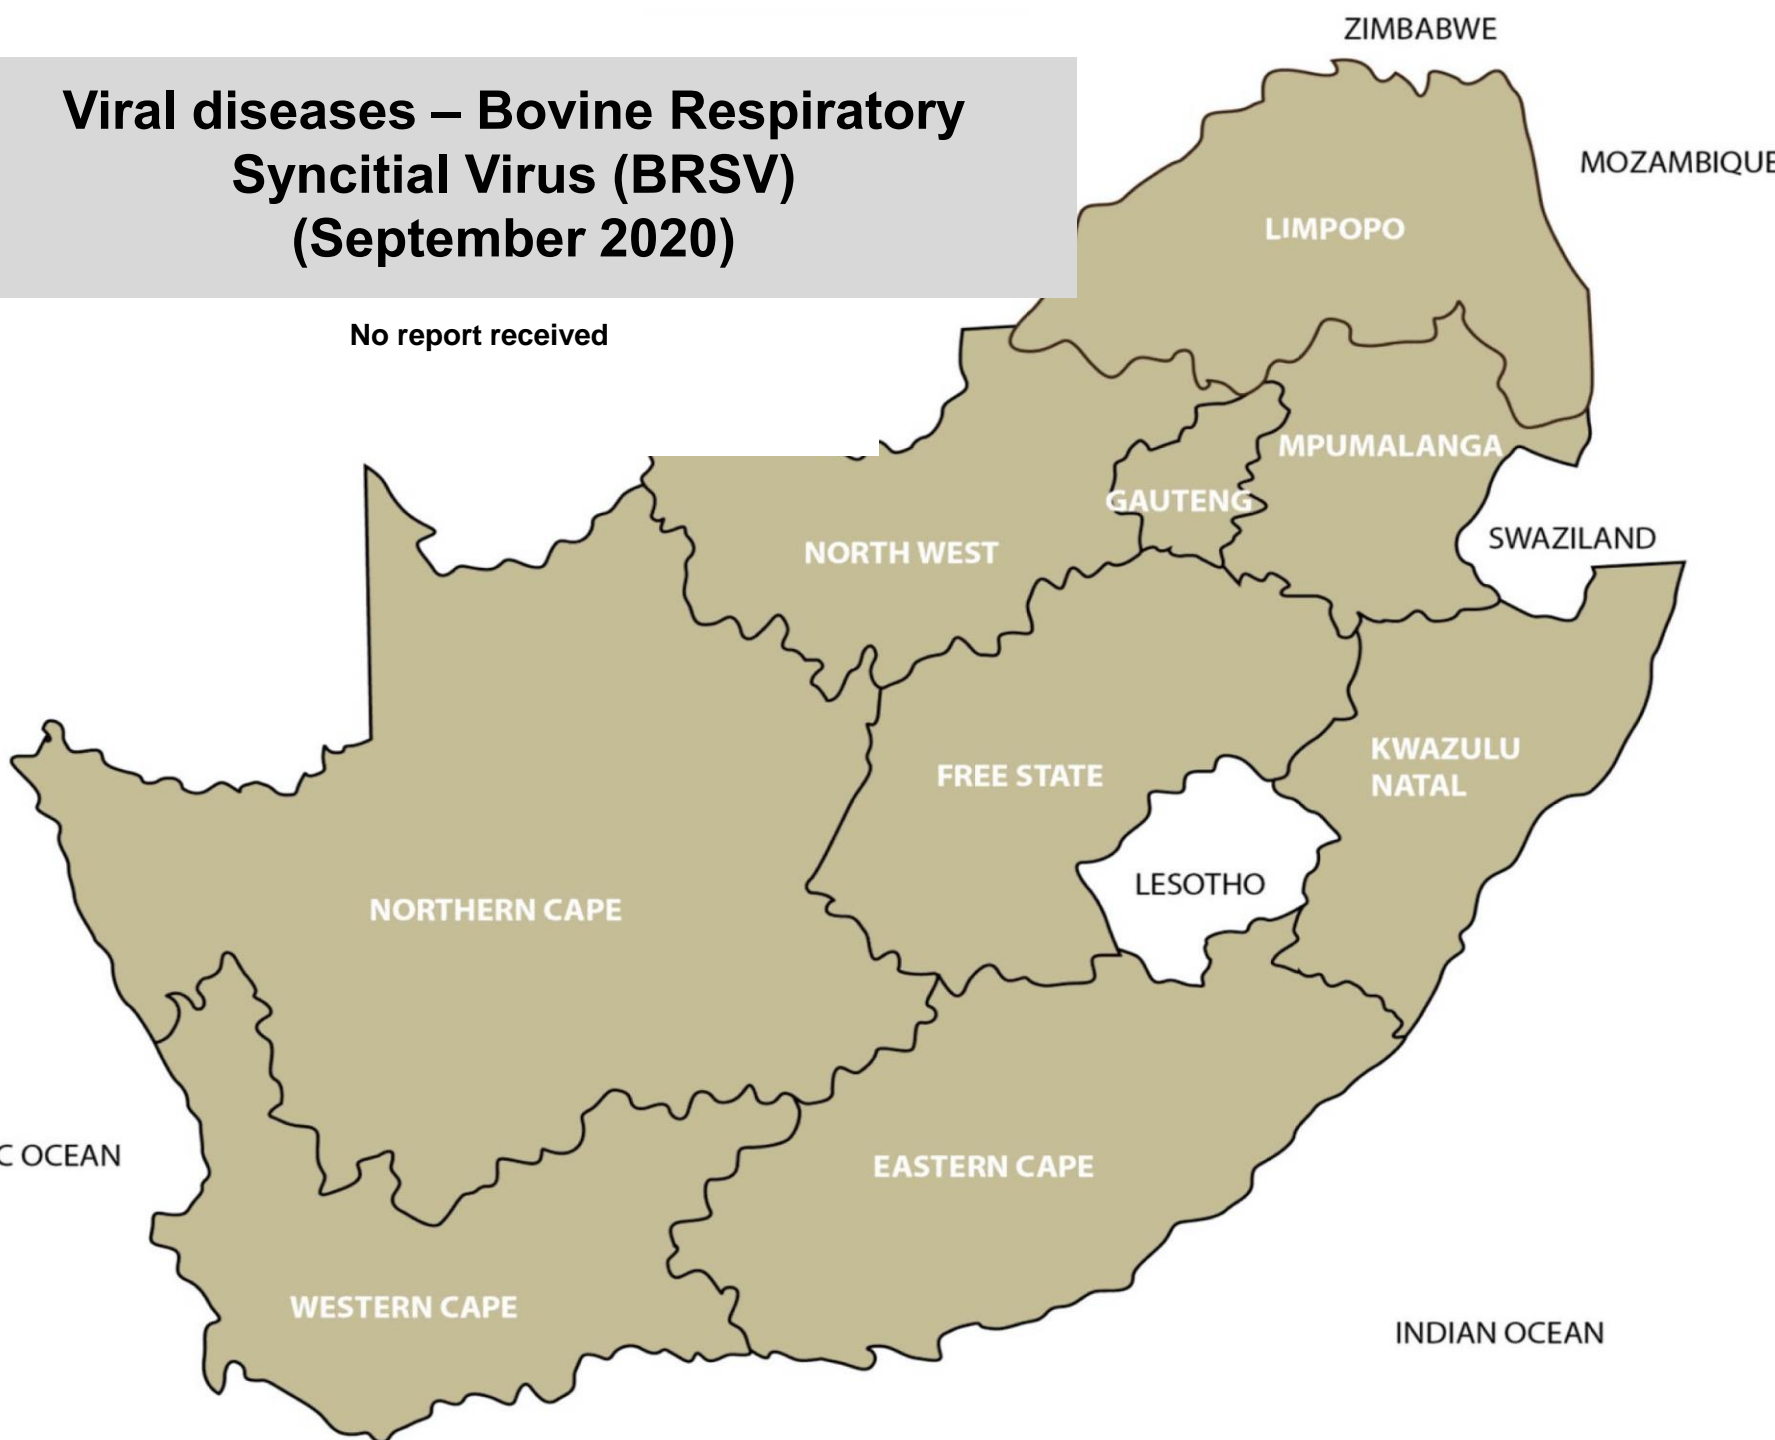 ZIMBABWE
Viral diseases – Bovine Respiratory
Syncitial Virus (BRSV)
(September 2020)
MOZAMBIQUE
LIMPOPO
No report received
MPUMALANGA
GAUTENG
SWAZILAND
NORTH WEST
KWAZULU
NATAL
FREE STATE
LESOTHO
NORTHERN CAPE
C OCEAN
EASTERN CAPE
WESTERN CAPE
INDIAN OCEAN